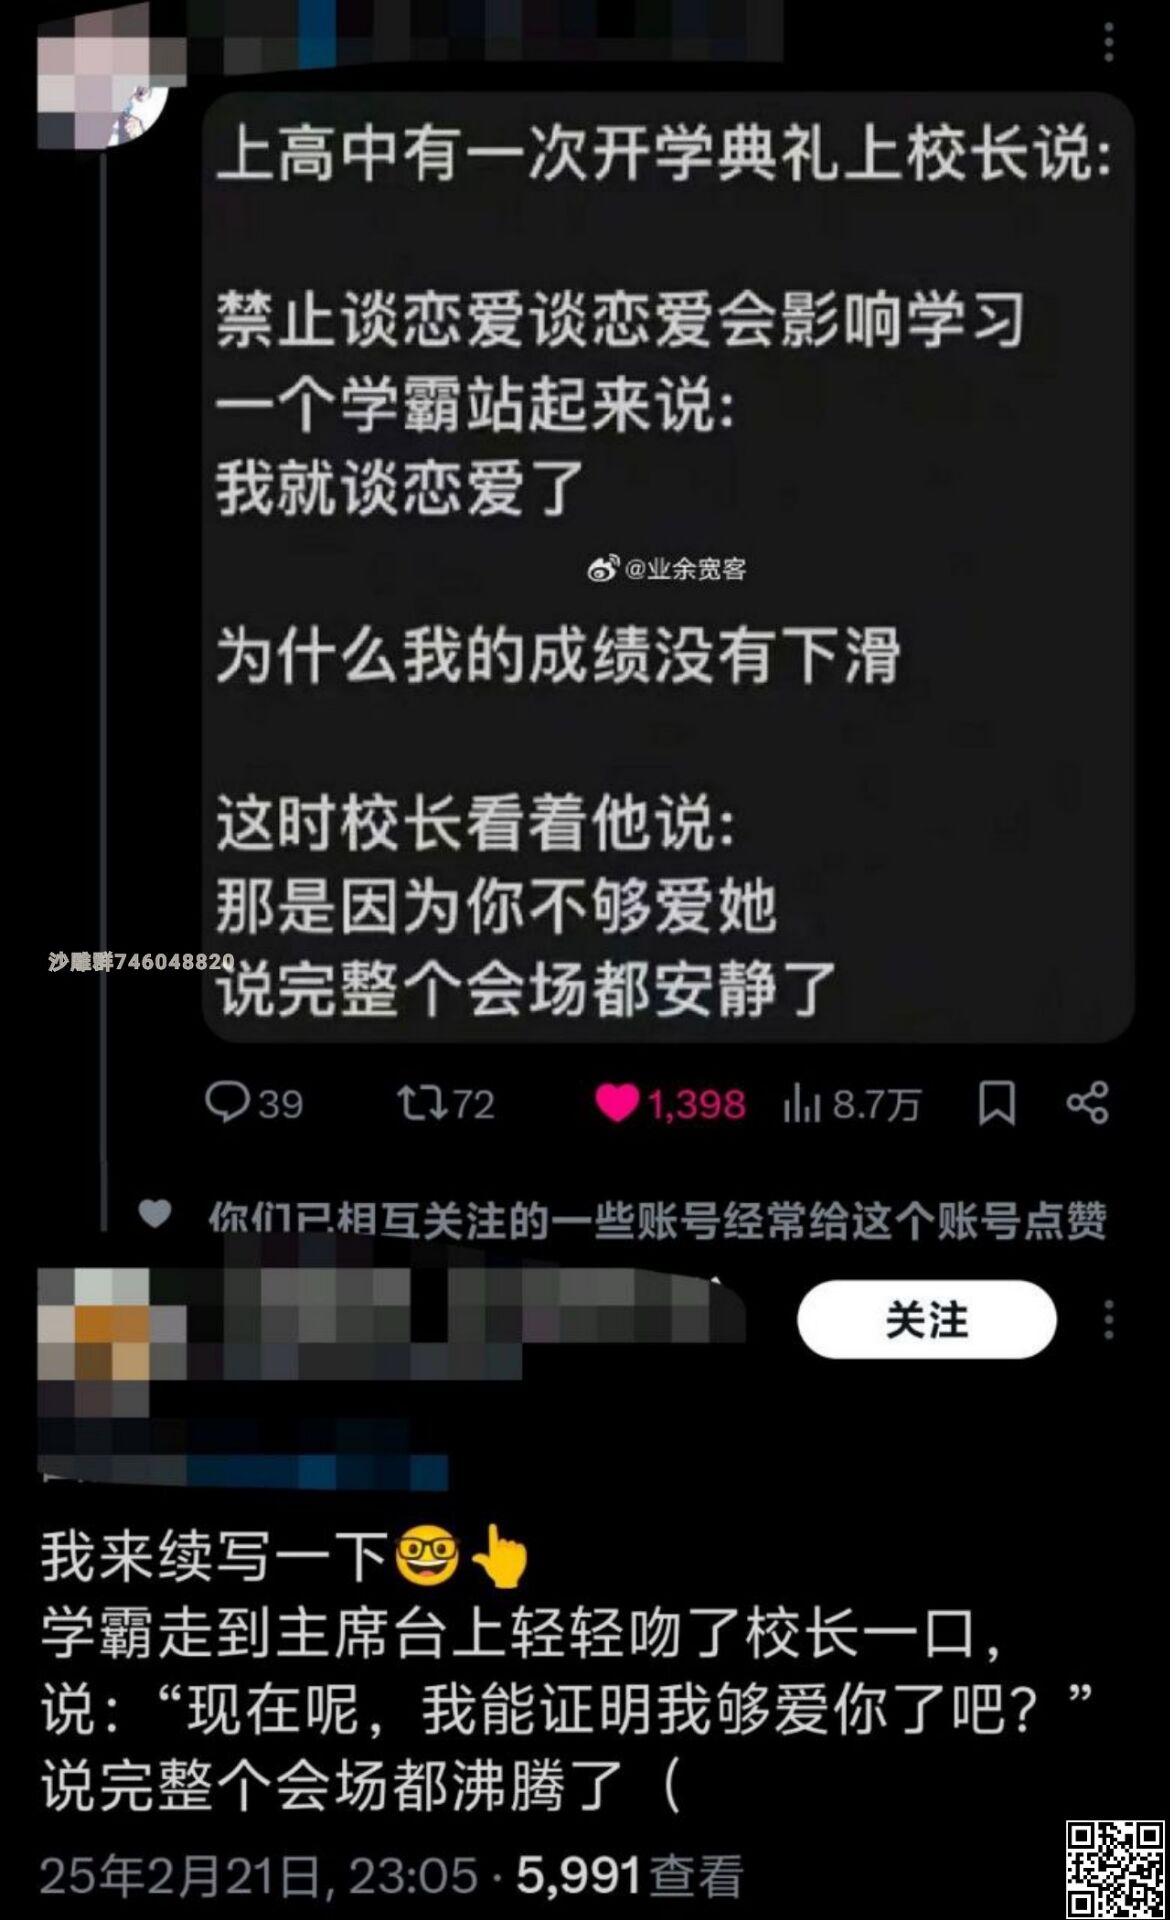 上高中有一次开学典礼上校长说:
禁止谈恋爱谈恋爱会影响学习
一个学霸站起来说:
我就谈恋爱了
@业余宽客
为什么我的成绩没有下滑
这时校长看着他说:
那是因为你不够爱她
沙雕群746048820
说完整个会场都安静了
39 72 1,398 8.7万
你们已相互关注的一些账号经常给这个账号点赞
关注
我来续写一下🤓👆
学霸走到主席台上轻轻吻了校长一口，
说：“现在呢，我能证明我够爱你了吧？”
说完整个会场都沸腾了（
25年2月21日, 23:05 · 5,991 查看